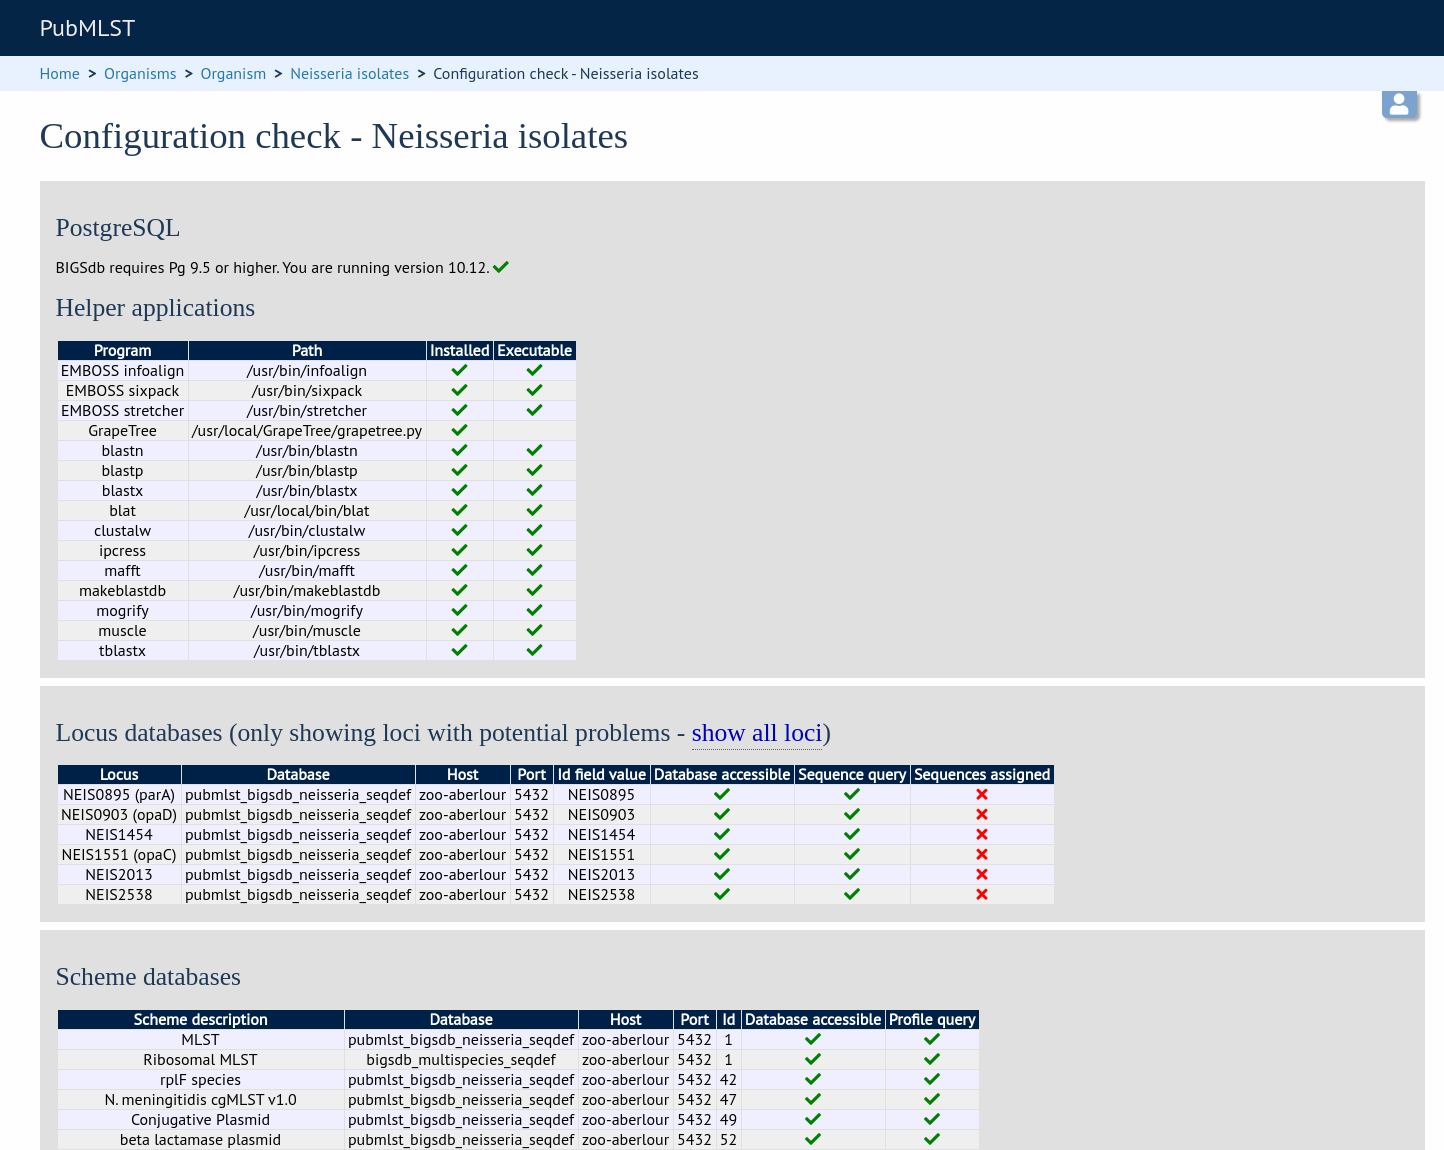 PubMLST
Home > Organisms > Organism > Neisseria isolates > Configuration check - Neisseria isolates
Configuration check - Neisseria isolates
PostgreSQL
BIGSdb requires Pg 9.5 or higher. You are running version 10.12.
Helper applications
Program Path Installed Executable
EMBOSS infoalign /usr/bin/infoalign
EMBOSS sixpack /usr/bin/sixpack
EMBOSS stretcher /usr/bin/stretcher
GrapeTree /usr/local/GrapeTree/grapetree.py
blastn /usr/bin/blastn
blastp /usr/bin/blastp
blastx /usr/bin/blastx
blat /usr/local/bin/blat
clustalw /usr/bin/clustalw
ipcress /usr/bin/ipcress
mafft /usr/bin/mafft
makeblastdb /usr/bin/makeblastdb
mogrify /usr/bin/mogrify
muscle /usr/bin/muscle
tblastx /usr/bin/tblastx
Locus databases (only showing loci with potential problems - show all loci)
Locus Database Host Port Id field value Database accessible Sequence query Sequences assigned
NEIS0895 (parA) pubmlst_bigsdb_neisseria_seqdef zoo-aberlour 5432 NEIS0895
NEIS0903 (opaD) pubmlst_bigsdb_neisseria_seqdef zoo-aberlour 5432 NEIS0903
NEIS1454 pubmlst_bigsdb_neisseria_seqdef zoo-aberlour 5432 NEIS1454
NEIS1551 (opaC) pubmlst_bigsdb_neisseria_seqdef zoo-aberlour 5432 NEIS1551
NEIS2013 pubmlst_bigsdb_neisseria_seqdef zoo-aberlour 5432 NEIS2013
NEIS2538 pubmlst_bigsdb_neisseria_seqdef zoo-aberlour 5432 NEIS2538
Scheme databases
Scheme description Database Host Port Id Database accessible Profile query
MLST pubmlst_bigsdb_neisseria_seqdef zoo-aberlour 5432 1
Ribosomal MLST bigsdb_multispecies_seqdef zoo-aberlour 5432 1
rplF species pubmlst_bigsdb_neisseria_seqdef zoo-aberlour 5432 42
N. meningitidis cgMLST v1.0 pubmlst_bigsdb_neisseria_seqdef zoo-aberlour 5432 47
Conjugative Plasmid pubmlst_bigsdb_neisseria_seqdef zoo-aberlour 5432 49
beta lactamase plasmid pubmlst_bigsdb_neisseria_seqdef zoo-aberlour 5432 52